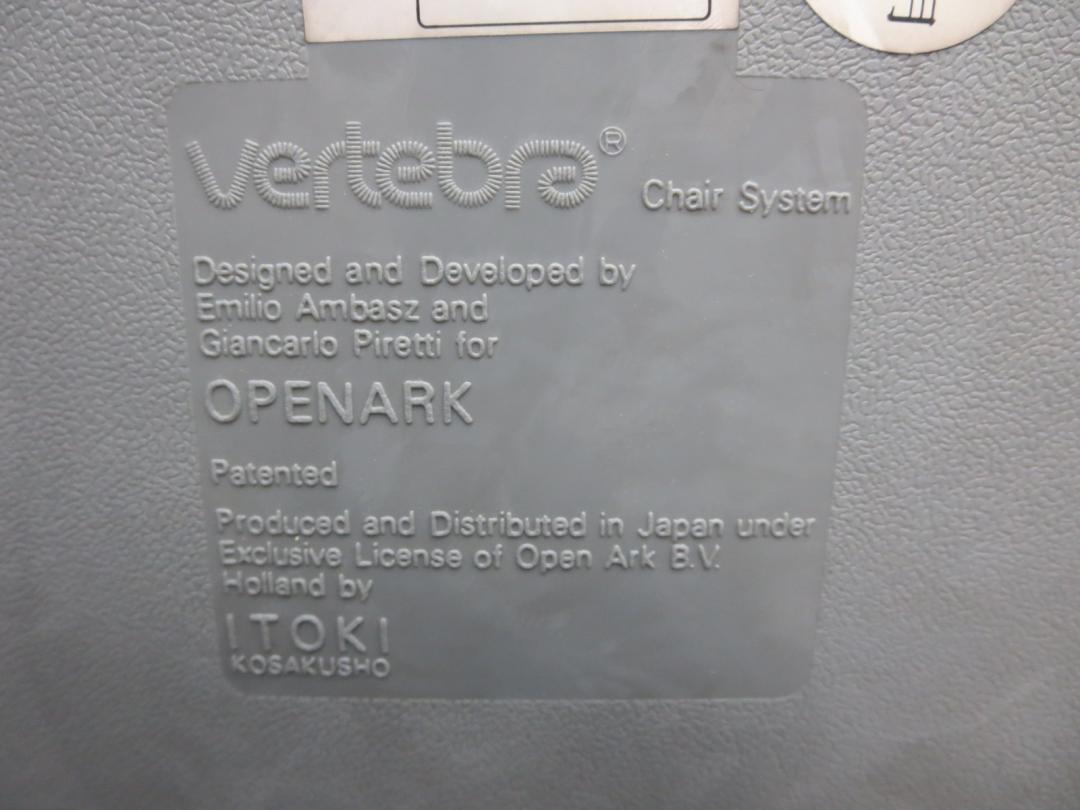 vertebra® Chair System
Designed and Developed by
Emilio Ambasz and
Giancarlo Piretti for
OPENARK
Patented
Produced and Distributed in Japan under
Exclusive License of Open Ark B.V.
Holland by
ITOKI
KOSAKUSHO